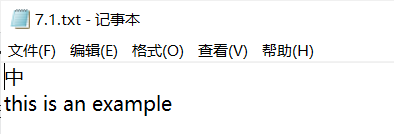 7.1.txt - 记事本
文件(F) 编辑(E) 格式(O) 查看(V) 帮助(H)
中
this is an example